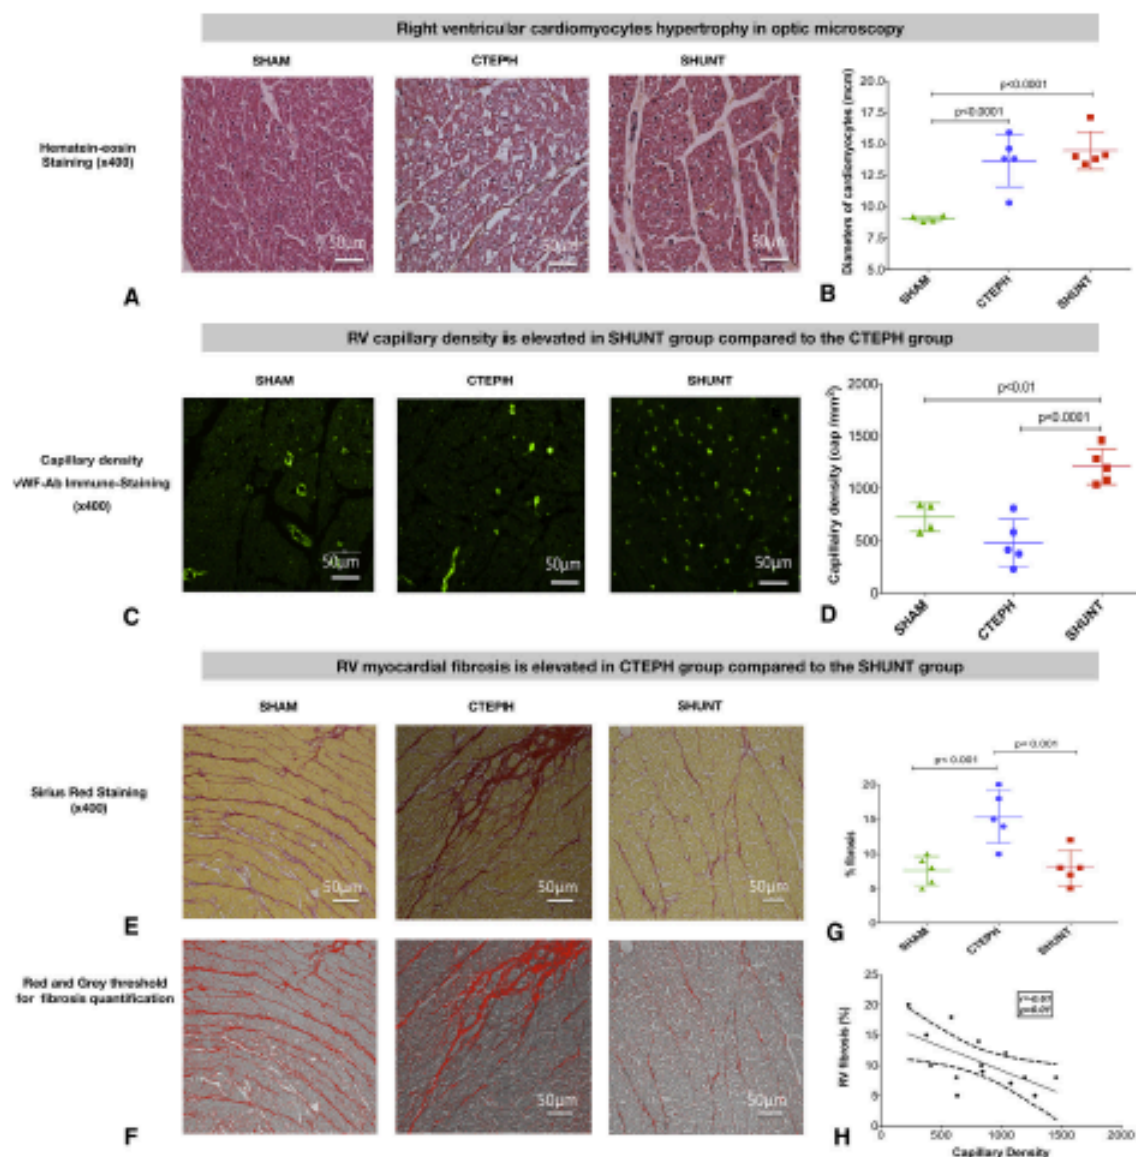 Right ventricular cardiomyocytes hypertrophy in optic microscopy
SHAM
CTEPH
SHUNT
Hematein-eosin
Staining (x400)
50µm
50µm
50µm
A
Diameters of cardiomyocytes (mcm)
20.0
17.5
15.0
12.5
10.0
7.5
5.0
p<0.0001
p<0.0001
SHAM
CTEPH
SHUNT
B
RV capillary density is elevated in SHUNT group compared to the CTEPH group
SHAM
CTEPH
SHUNT
Capillary density
vWF-Ab Immune-Staining
(x400)
50µm
50µm
50µm
C
Capillairy density (cap /mm²)
2000
1500
1000
500
0
p<0.01
p<0.0001
SHAM
CTEPH
SHUNT
D
RV myocardial fibrosis is elevated in CTEPH group compared to the SHUNT group
SHAM
CTEPH
SHUNT
Sirius Red Staining
(x400)
50µm
50µm
50µm
E
% fibrosis
20
15
10
5
0
p< 0.001
p= 0.001
SHAM
CTEPH
SHUNT
G
Red and Grey threshold
for fibrosis quantification
50µm
50µm
50µm
F
RV fibrosis (%)
25
20
15
10
5
0
0
500
1000
1500
2000
Capillary Density
H